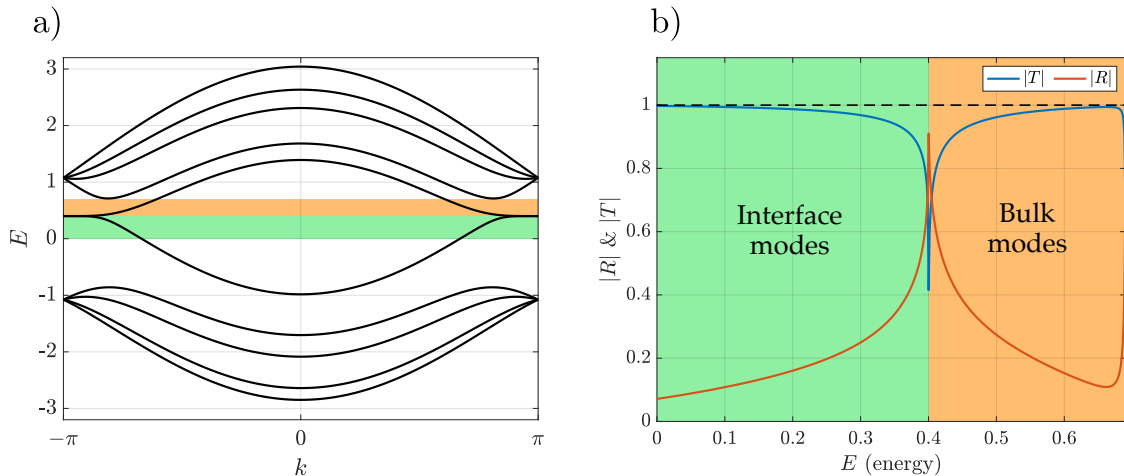 a)
3
2
1
0
-1
-2
-3
E
−π
0
π
k
b)
|T|
|R|
1
0.8
0.6
0.4
0.2
0
|R| & |T|
Interface
modes
Bulk
modes
0
0.1
0.2
0.3
0.4
0.5
0.6
E (energy)